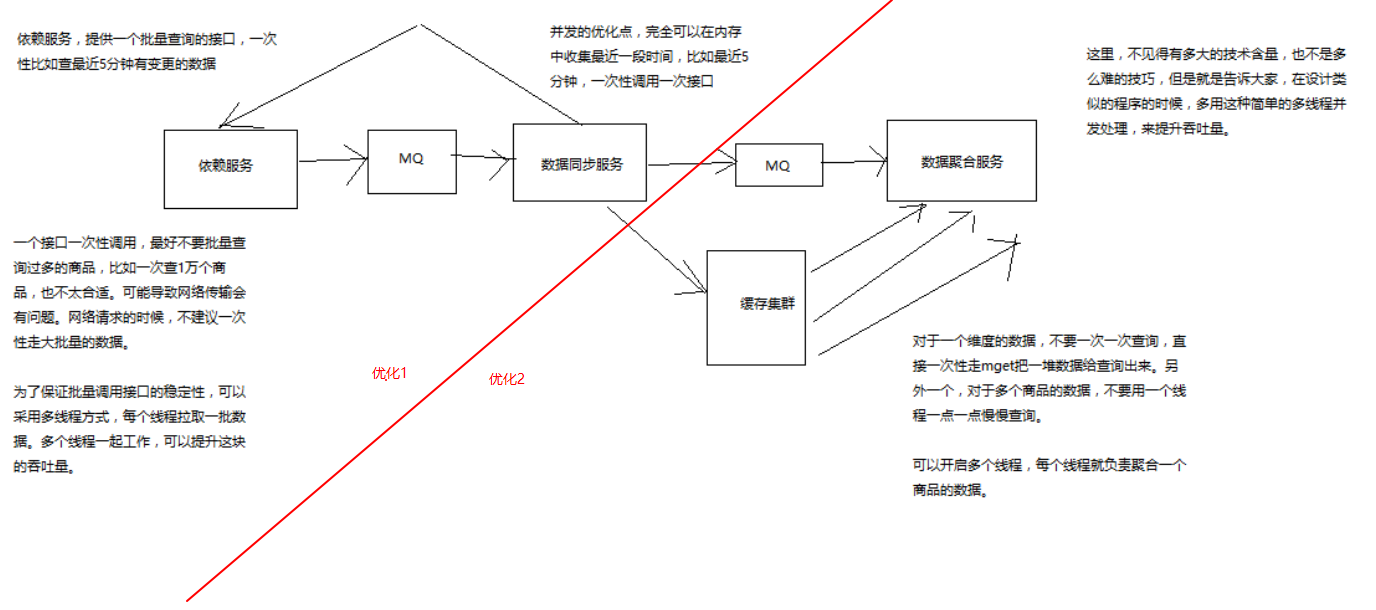 依赖服务，提供一个批量查询的接口，一次
性比如查最近5分钟有变更的数据
并发的优化点，完全可以在内存
中收集最近一段时间，比如最近5
分钟，一次性调用一次接口
这里，不见得有多大的技术含量，也不是多
么难的技巧，但是就是告诉大家，在设计类
似的程序的时候，多用这种简单的多线程并
发处理，来提升吞吐量。
依赖服务
MQ
数据同步服务
MQ
数据聚合服务
一个接口一次性调用，最好不要批量查
询过多的商品，比如一次查1万个商
品，也不太合适。可能导致网络传输会
有问题。网络请求的时候，不建议一次
性走大批量的数据。
为了保证批量调用接口的稳定性，可以
采用多线程方式，每个线程拉取一批数
据。多个线程一起工作，可以提升这块
的吞吐量。
优化1
优化2
缓存集群
对于一个维度的数据，不要一次一次查询，直
接一次性走mget把一堆数据给查询出来。另
外一个，对于多个商品的数据，不要用一个线
程一点一点慢慢查询。
可以开启多个线程，每个线程就负责聚合一个
商品的数据。